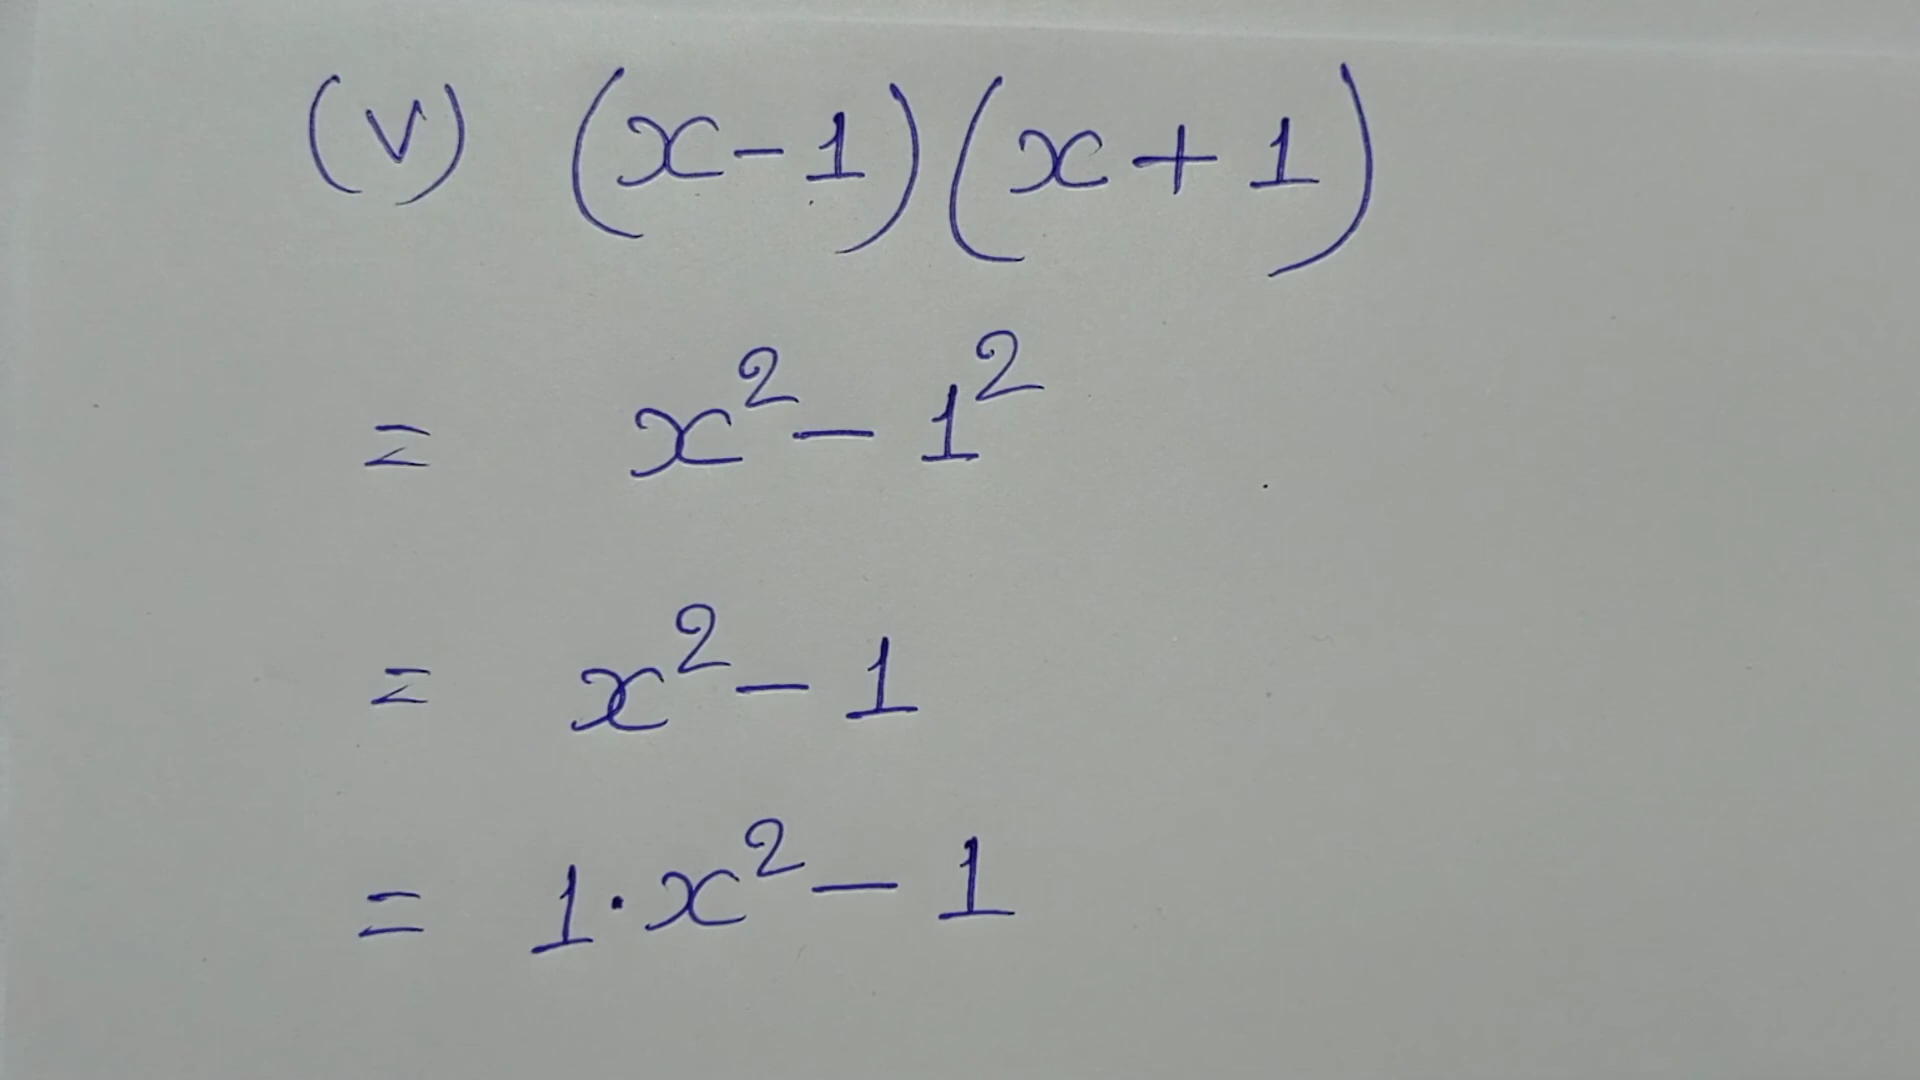 (v) (x-1)(x+1)
= x² - 1²
= x² - 1
= 1·x² - 1